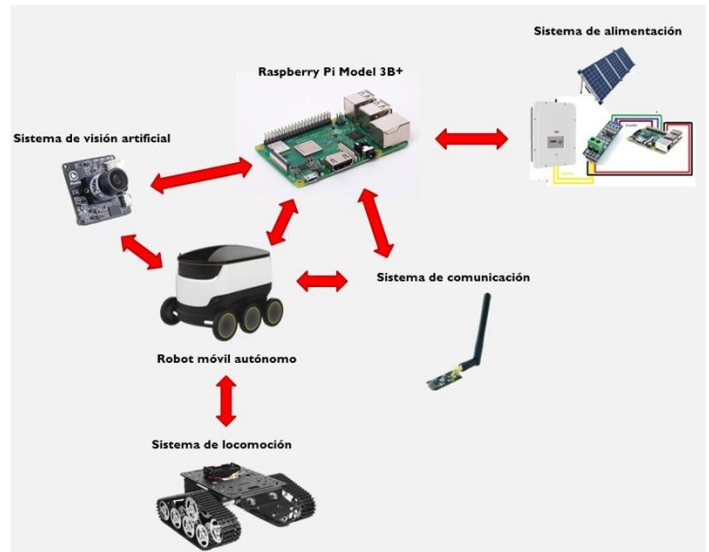 Sistema de alimentación
Raspberry Pi Model 3B+
Sistema de visión artificial
Sistema de comunicación
Robot móvil autónomo
Sistema de locomoción